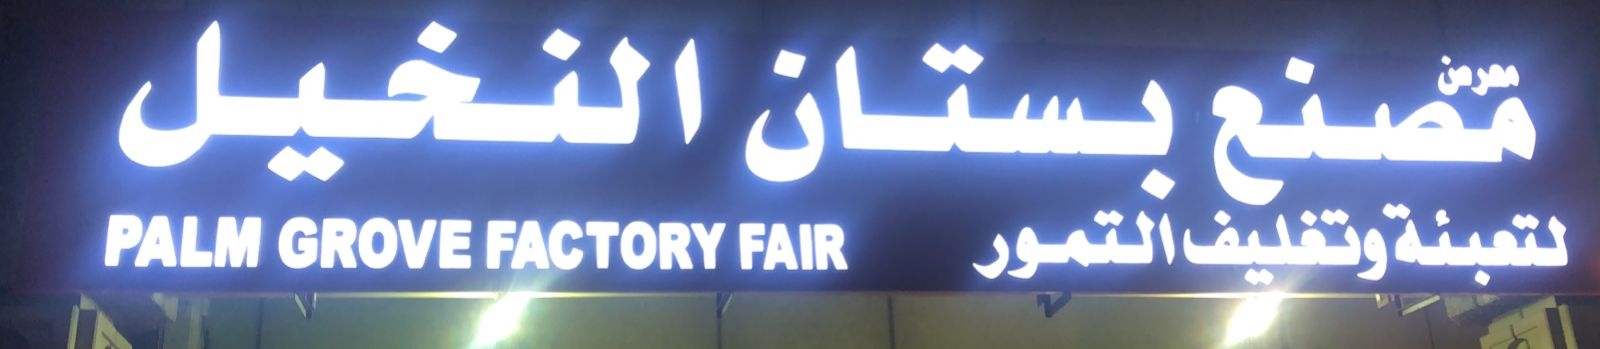 معرض
مصنع بستان النخيل
لتعبئة وتغليف التمور
PALM GROVE FACTORY FAIR